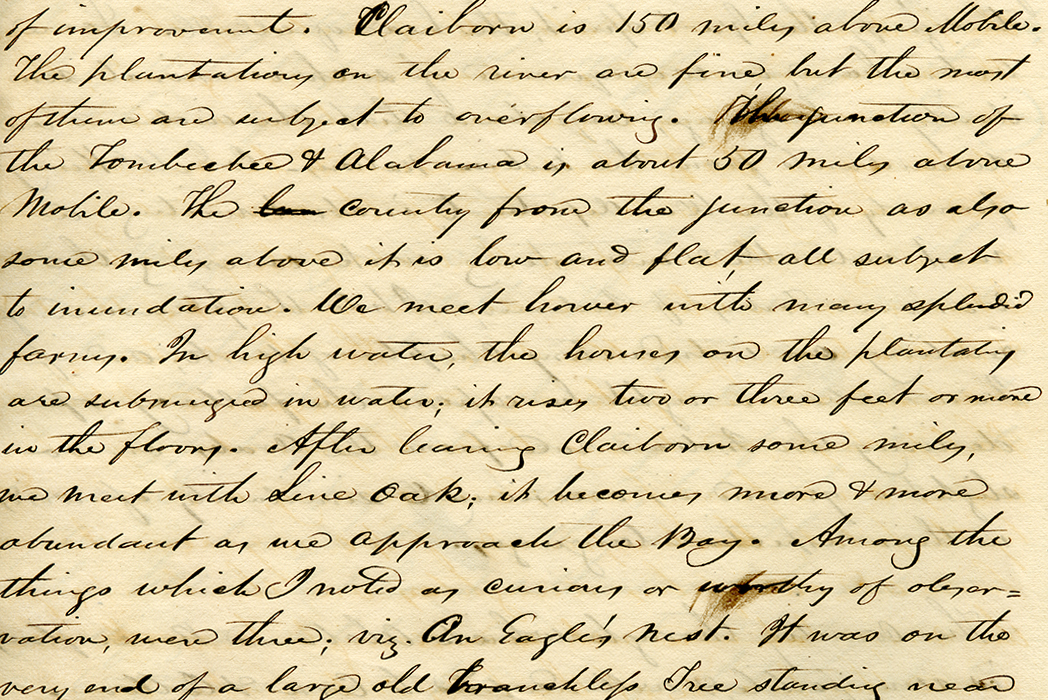 of improvement. Claiborn is 150 miles above Mobile.
The plantations on the river are fine but the most
of them are subject to overflowing. The junction of
the Tombecbee & Alabama is about 50 miles above
Mobile. The country from the junction as also
some miles above it is low and flat, all subject
to inundation. We meet however with many splendid
farms. In high water, the houses on the plantatins
are submerged in water; it rises two or three feet or more
in the floors. After leaving Claiborn some miles,
we meet with Live Oak; it becomes more & more
abundant as we approach the Bay. Among the
things which I noted as curious or worthy of obser=
vation, were three; viz. An Eagle's Nest. It was on the
very end of a large old branchless Tree standing near